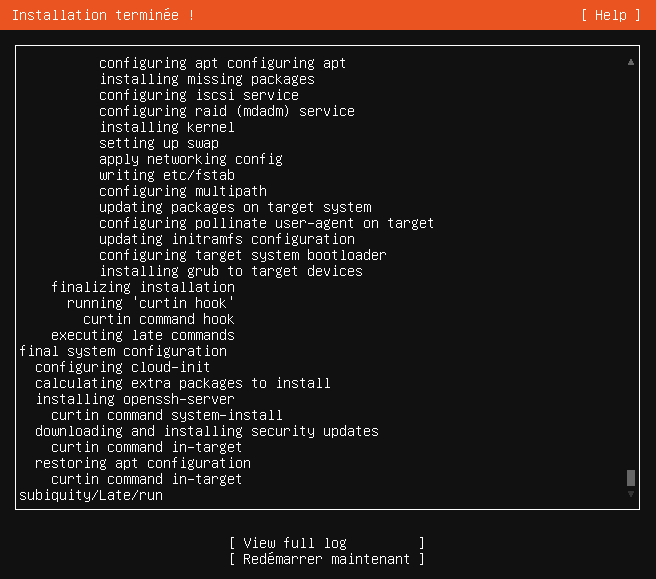 Installation terminée ! [ Help ]
configuring apt configuring apt
installing missing packages
configuring iscsi service
configuring raid (mdadm) service
installing kernel
setting up swap
apply networking config
writing etc/fstab
configuring multipath
updating packages on target system
configuring pollinate user-agent on target
updating initramfs configuration
configuring target system bootloader
installing grub to target devices
finalizing installation
running 'curtin hook'
curtin command hook
executing late commands
final system configuration
configuring cloud-init
calculating extra packages to install
installing openssh-server
curtin command system-install
downloading and installing security updates
curtin command in-target
restoring apt configuration
curtin command in-target
subiquity/Late/run
[ View full log ]
[ Redémarrer maintenant ]